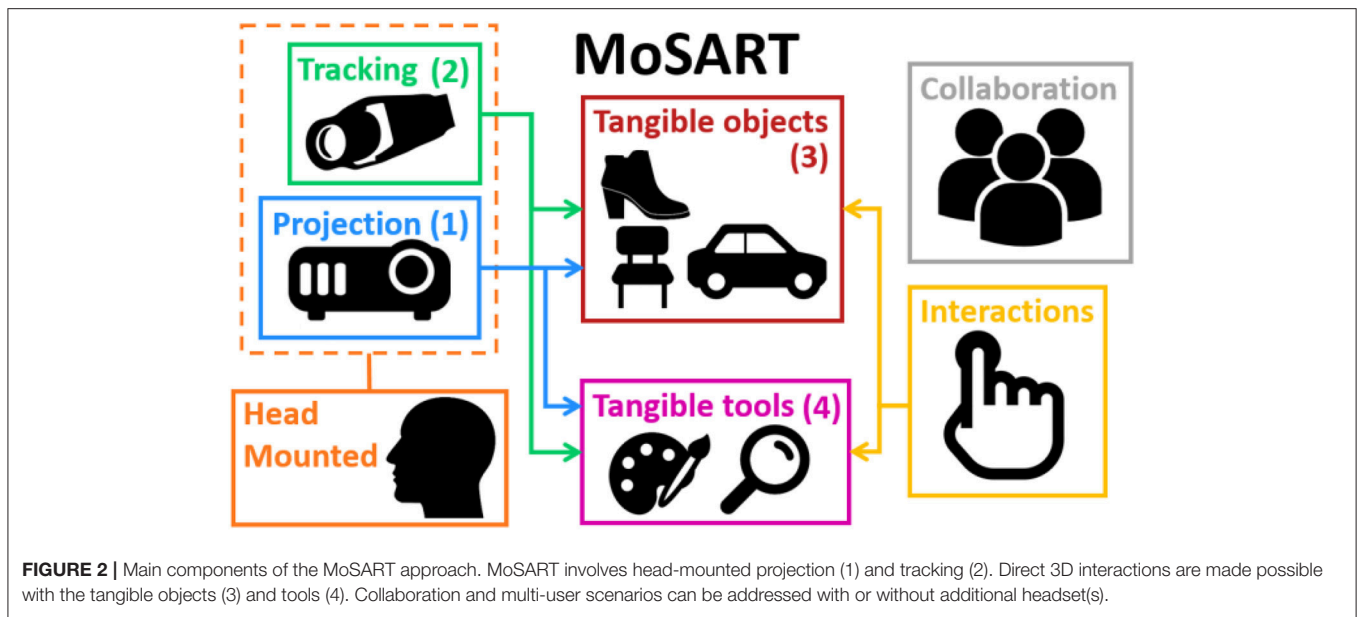 MoSART
Tracking (2)
Projection (1)
Head
Mounted
Tangible objects
(3)
Tangible tools (4)
Collaboration
Interactions
FIGURE 2 | Main components of the MoSART approach. MoSART involves head-mounted projection (1) and tracking (2). Direct 3D interactions are made possible
with the tangible objects (3) and tools (4). Collaboration and multi-user scenarios can be addressed with or without additional headset(s).